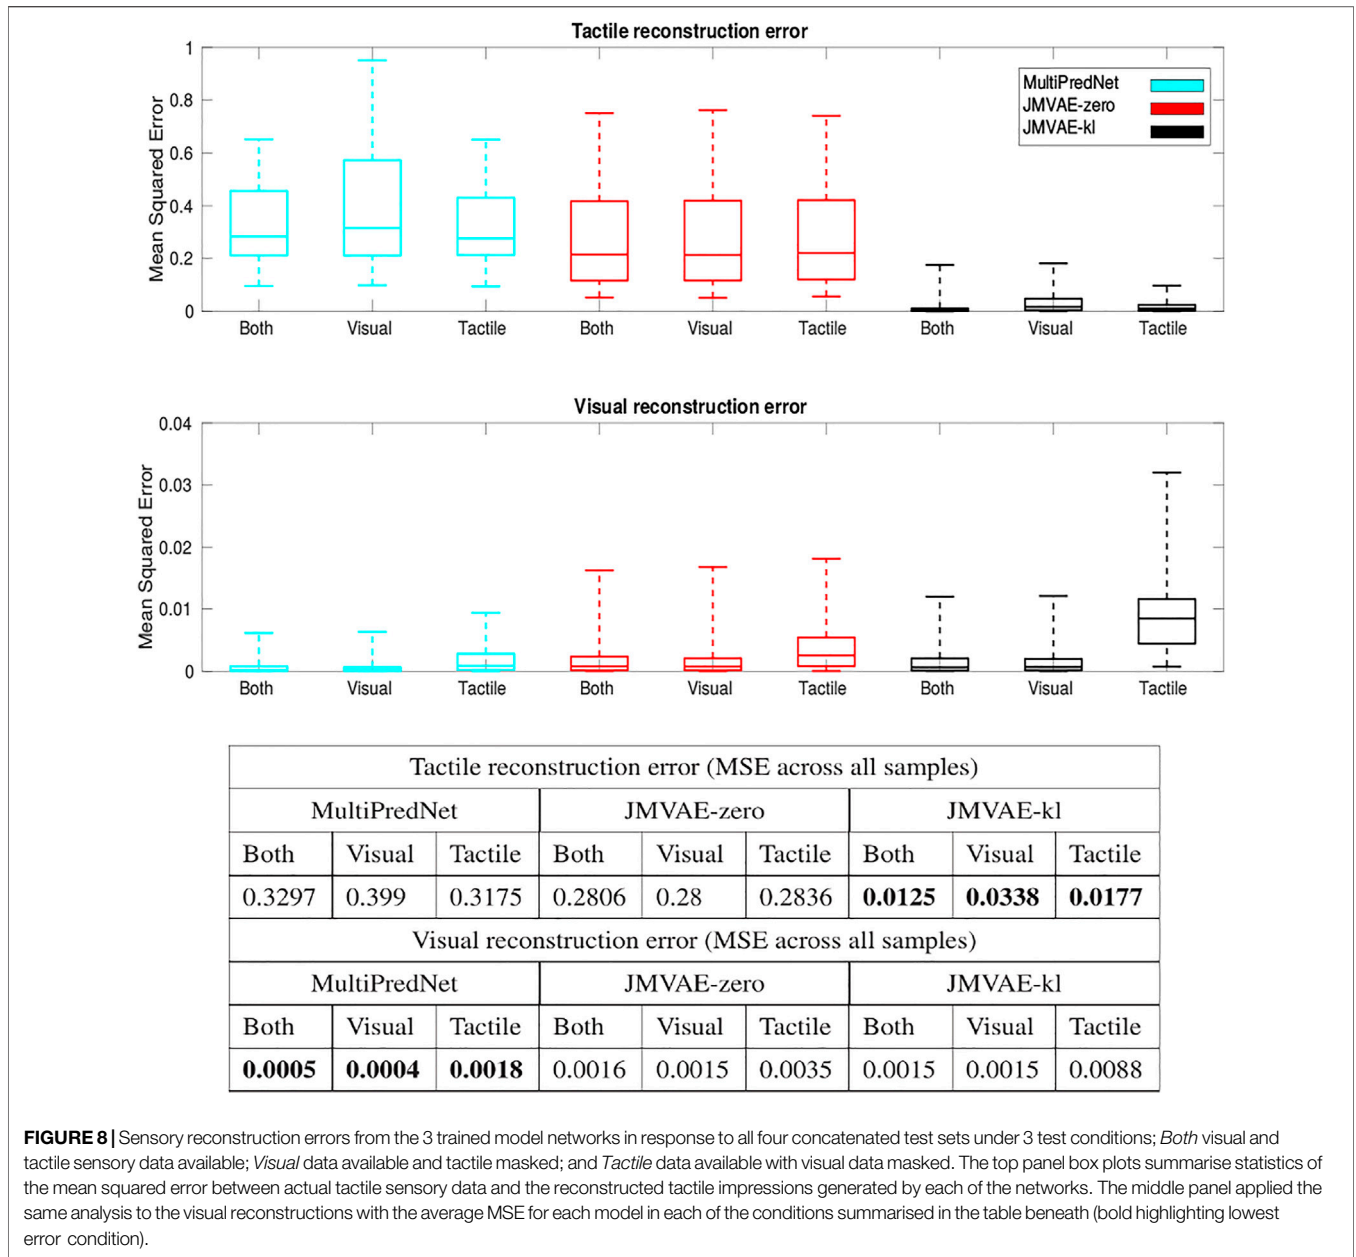 Tactile reconstruction error
Mean Squared Error
1
0.8
0.6
0.4
0.2
0
MultiPredNet
JMVAE-zero
JMVAE-kl
Both Visual Tactile Both Visual Tactile Both Visual Tactile
Visual reconstruction error
Mean Squared Error
0.04
0.03
0.02
0.01
0
Both Visual Tactile Both Visual Tactile Both Visual Tactile
Tactile reconstruction error (MSE across all samples)
MultiPredNet JMVAE-zero JMVAE-kl
Both Visual Tactile Both Visual Tactile Both Visual Tactile
0.3297 0.399 0.3175 0.2806 0.28 0.2836 0.0125 0.0338 0.0177
Visual reconstruction error (MSE across all samples)
MultiPredNet JMVAE-zero JMVAE-kl
Both Visual Tactile Both Visual Tactile Both Visual Tactile
0.0005 0.0004 0.0018 0.0016 0.0015 0.0035 0.0015 0.0015 0.0088
FIGURE 8 | Sensory reconstruction errors from the 3 trained model networks in response to all four concatenated test sets under 3 test conditions; Both visual and
tactile sensory data available; Visual data available and tactile masked; and Tactile data available with visual data masked. The top panel box plots summarise statistics of
the mean squared error between actual tactile sensory data and the reconstructed tactile impressions generated by each of the networks. The middle panel applied the
same analysis to the visual reconstructions with the average MSE for each model in each of the conditions summarised in the table beneath (bold highlighting lowest
error condition).